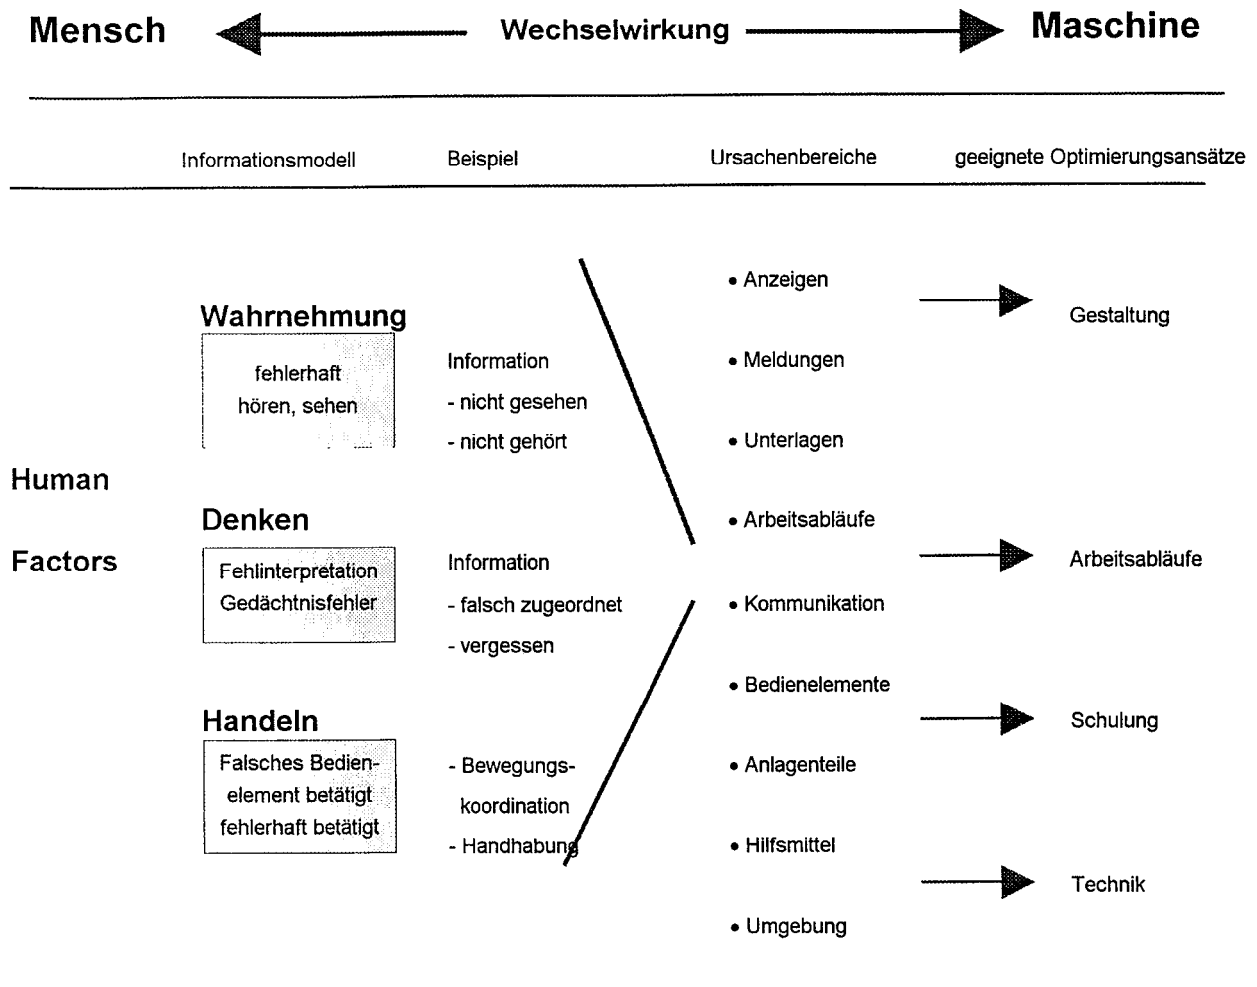 Mensch Wechselwirkung Maschine
Informationsmodell Beispiel Ursachenbereiche geeignete Optimierungsansätze
Human
Factors
Wahrnehmung
fehlerhaft
hören, sehen
Denken
Fehlinterpretation
Gedächtnisfehler
Handeln
Falsches Bedien-
element betätigt
fehlerhaft betätigt
Information
- nicht gesehen
- nicht gehört
Information
- falsch zugeordnet
- vergessen
- Bewegungs-
koordination
- Handhabung
• Anzeigen
• Meldungen
• Unterlagen
• Arbeitsabläufe
• Kommunikation
• Bedienelemente
• Anlagenteile
• Hilfsmittel
• Umgebung
Gestaltung
Arbeitsabläufe
Schulung
Technik